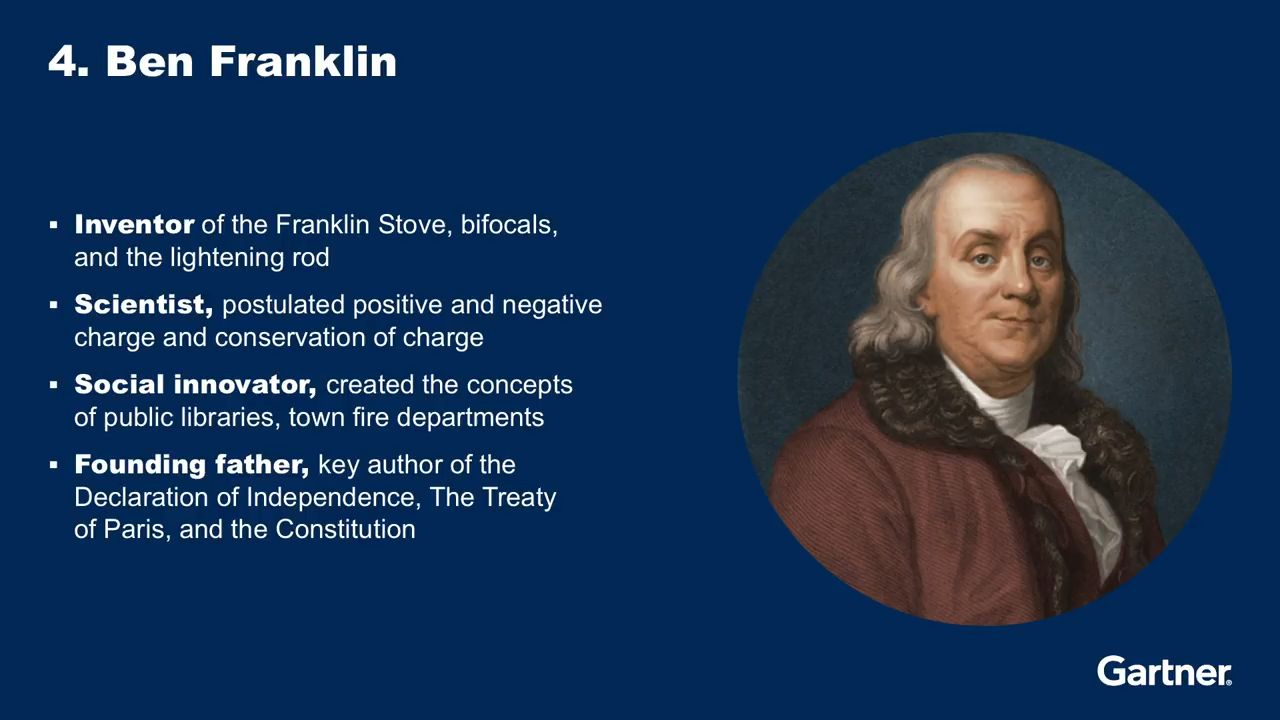 4. Ben Franklin
▪ Inventor of the Franklin Stove, bifocals,
and the lightening rod
▪ Scientist, postulated positive and negative
charge and conservation of charge
▪ Social innovator, created the concepts
of public libraries, town fire departments
▪ Founding father, key author of the
Declaration of Independence, The Treaty
of Paris, and the Constitution
Gartner®